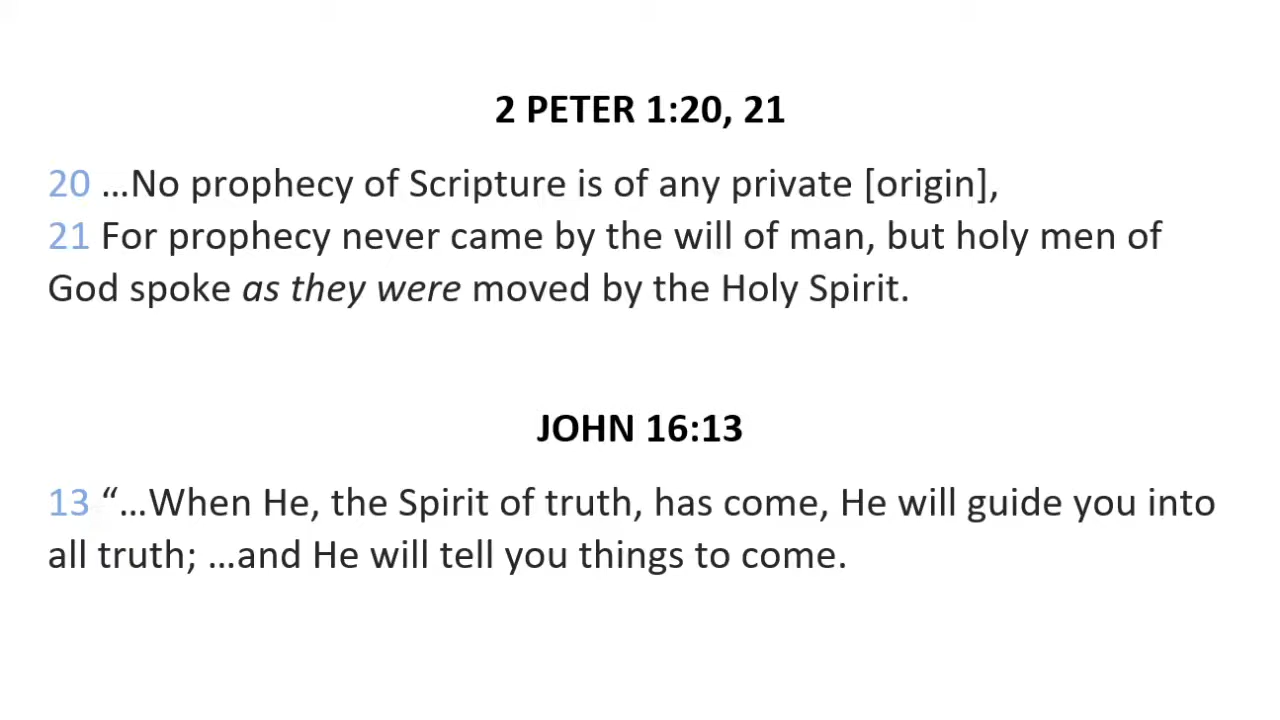 2 PETER 1:20, 21
20 …No prophecy of Scripture is of any private [origin],
21 For prophecy never came by the will of man, but holy men of
God spoke as they were moved by the Holy Spirit.
JOHN 16:13
13 “…When He, the Spirit of truth, has come, He will guide you into
all truth; …and He will tell you things to come.